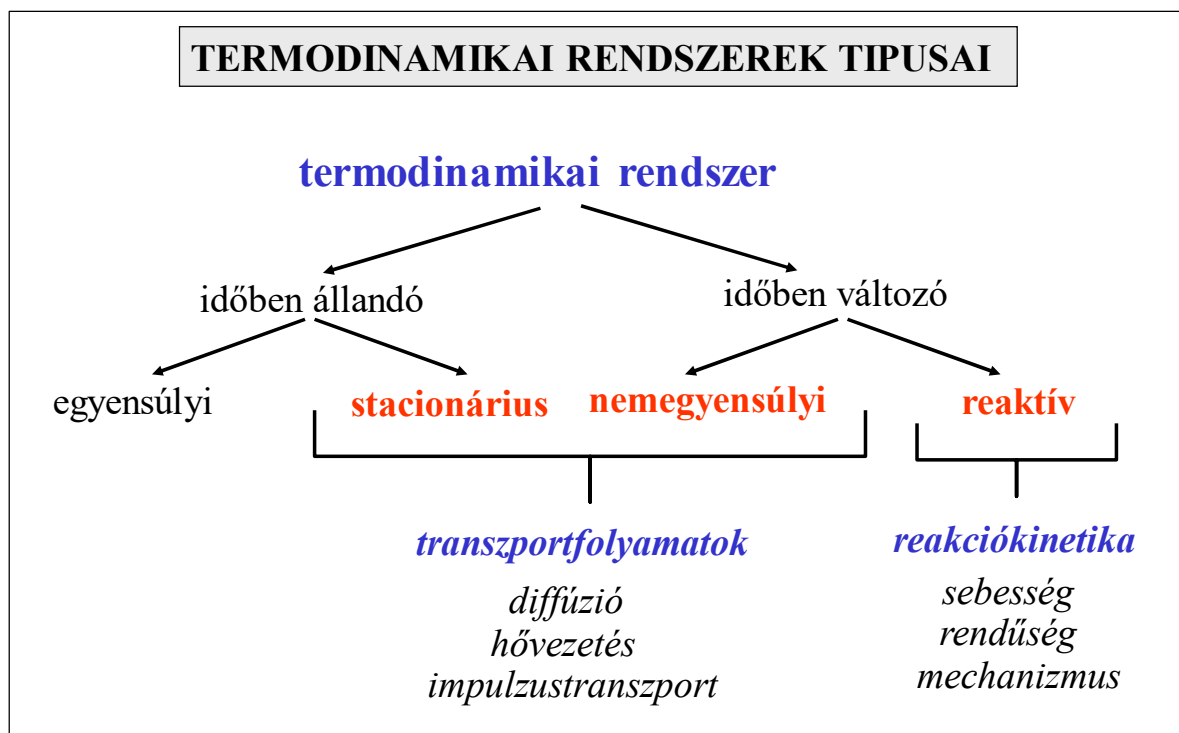 TERMODINAMIKAI RENDSZEREK TIPUSAI
termodinamikai rendszer
időben állandó
időben változó
egyensúlyi
stacionárius
nemegyensúlyi
reaktív
transzportfolyamatok
diffúzió
hővezetés
impulzustranszport
reakciókinetika
sebesség
rendűség
mechanizmus